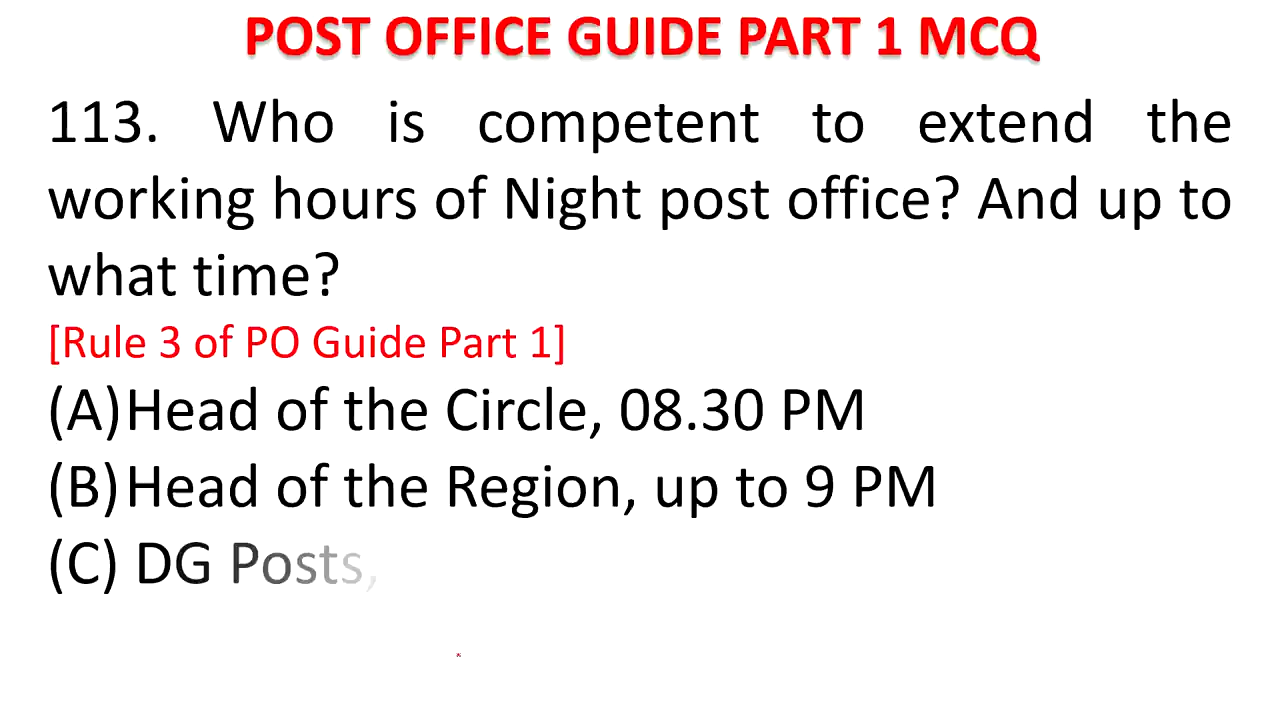 POST OFFICE GUIDE PART 1 MCQ
113. Who is competent to extend the
working hours of Night post office? And up to
what time?
[Rule 3 of PO Guide Part 1]
(A)Head of the Circle, 08.30 PM
(B)Head of the Region, up to 9 PM
(C) DG Posts,